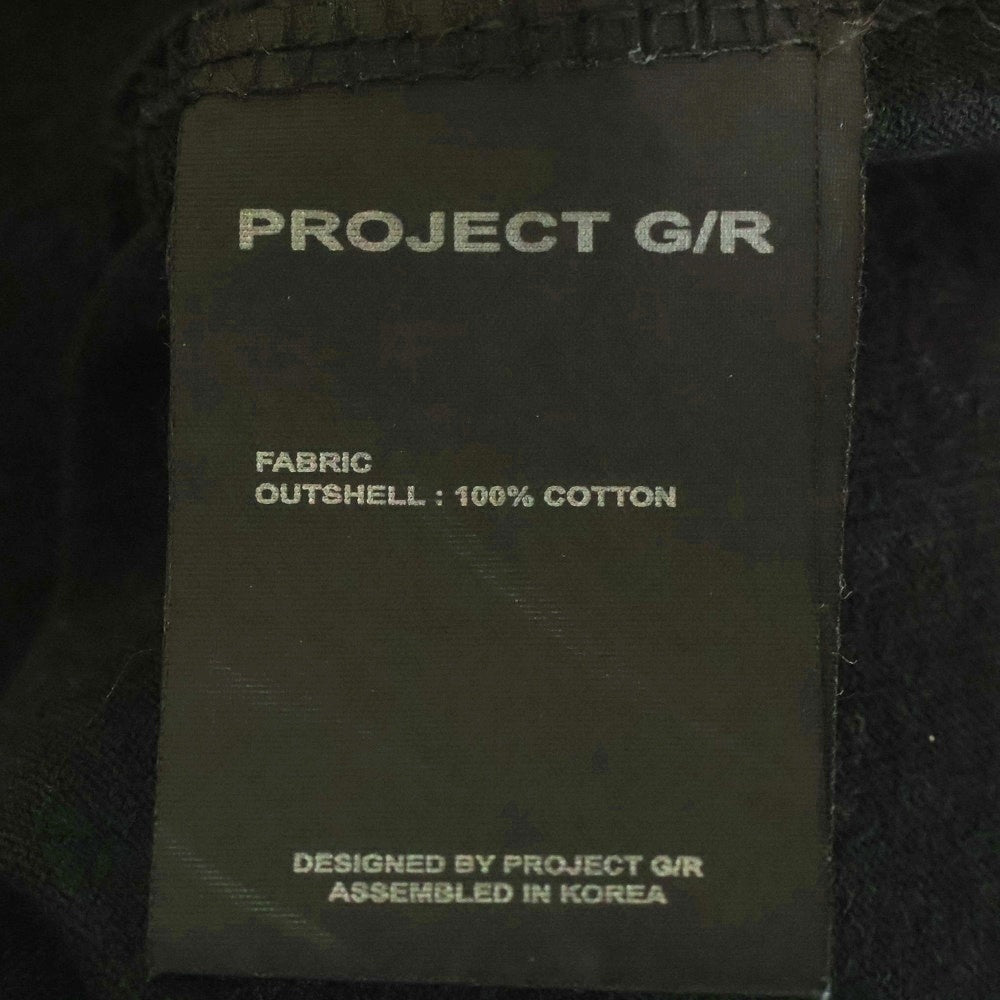 PROJECT G/R
FABRIC
OUTSHELL : 100% COTTON
DESIGNED BY PROJECT G/R
ASSEMBLED IN KOREA